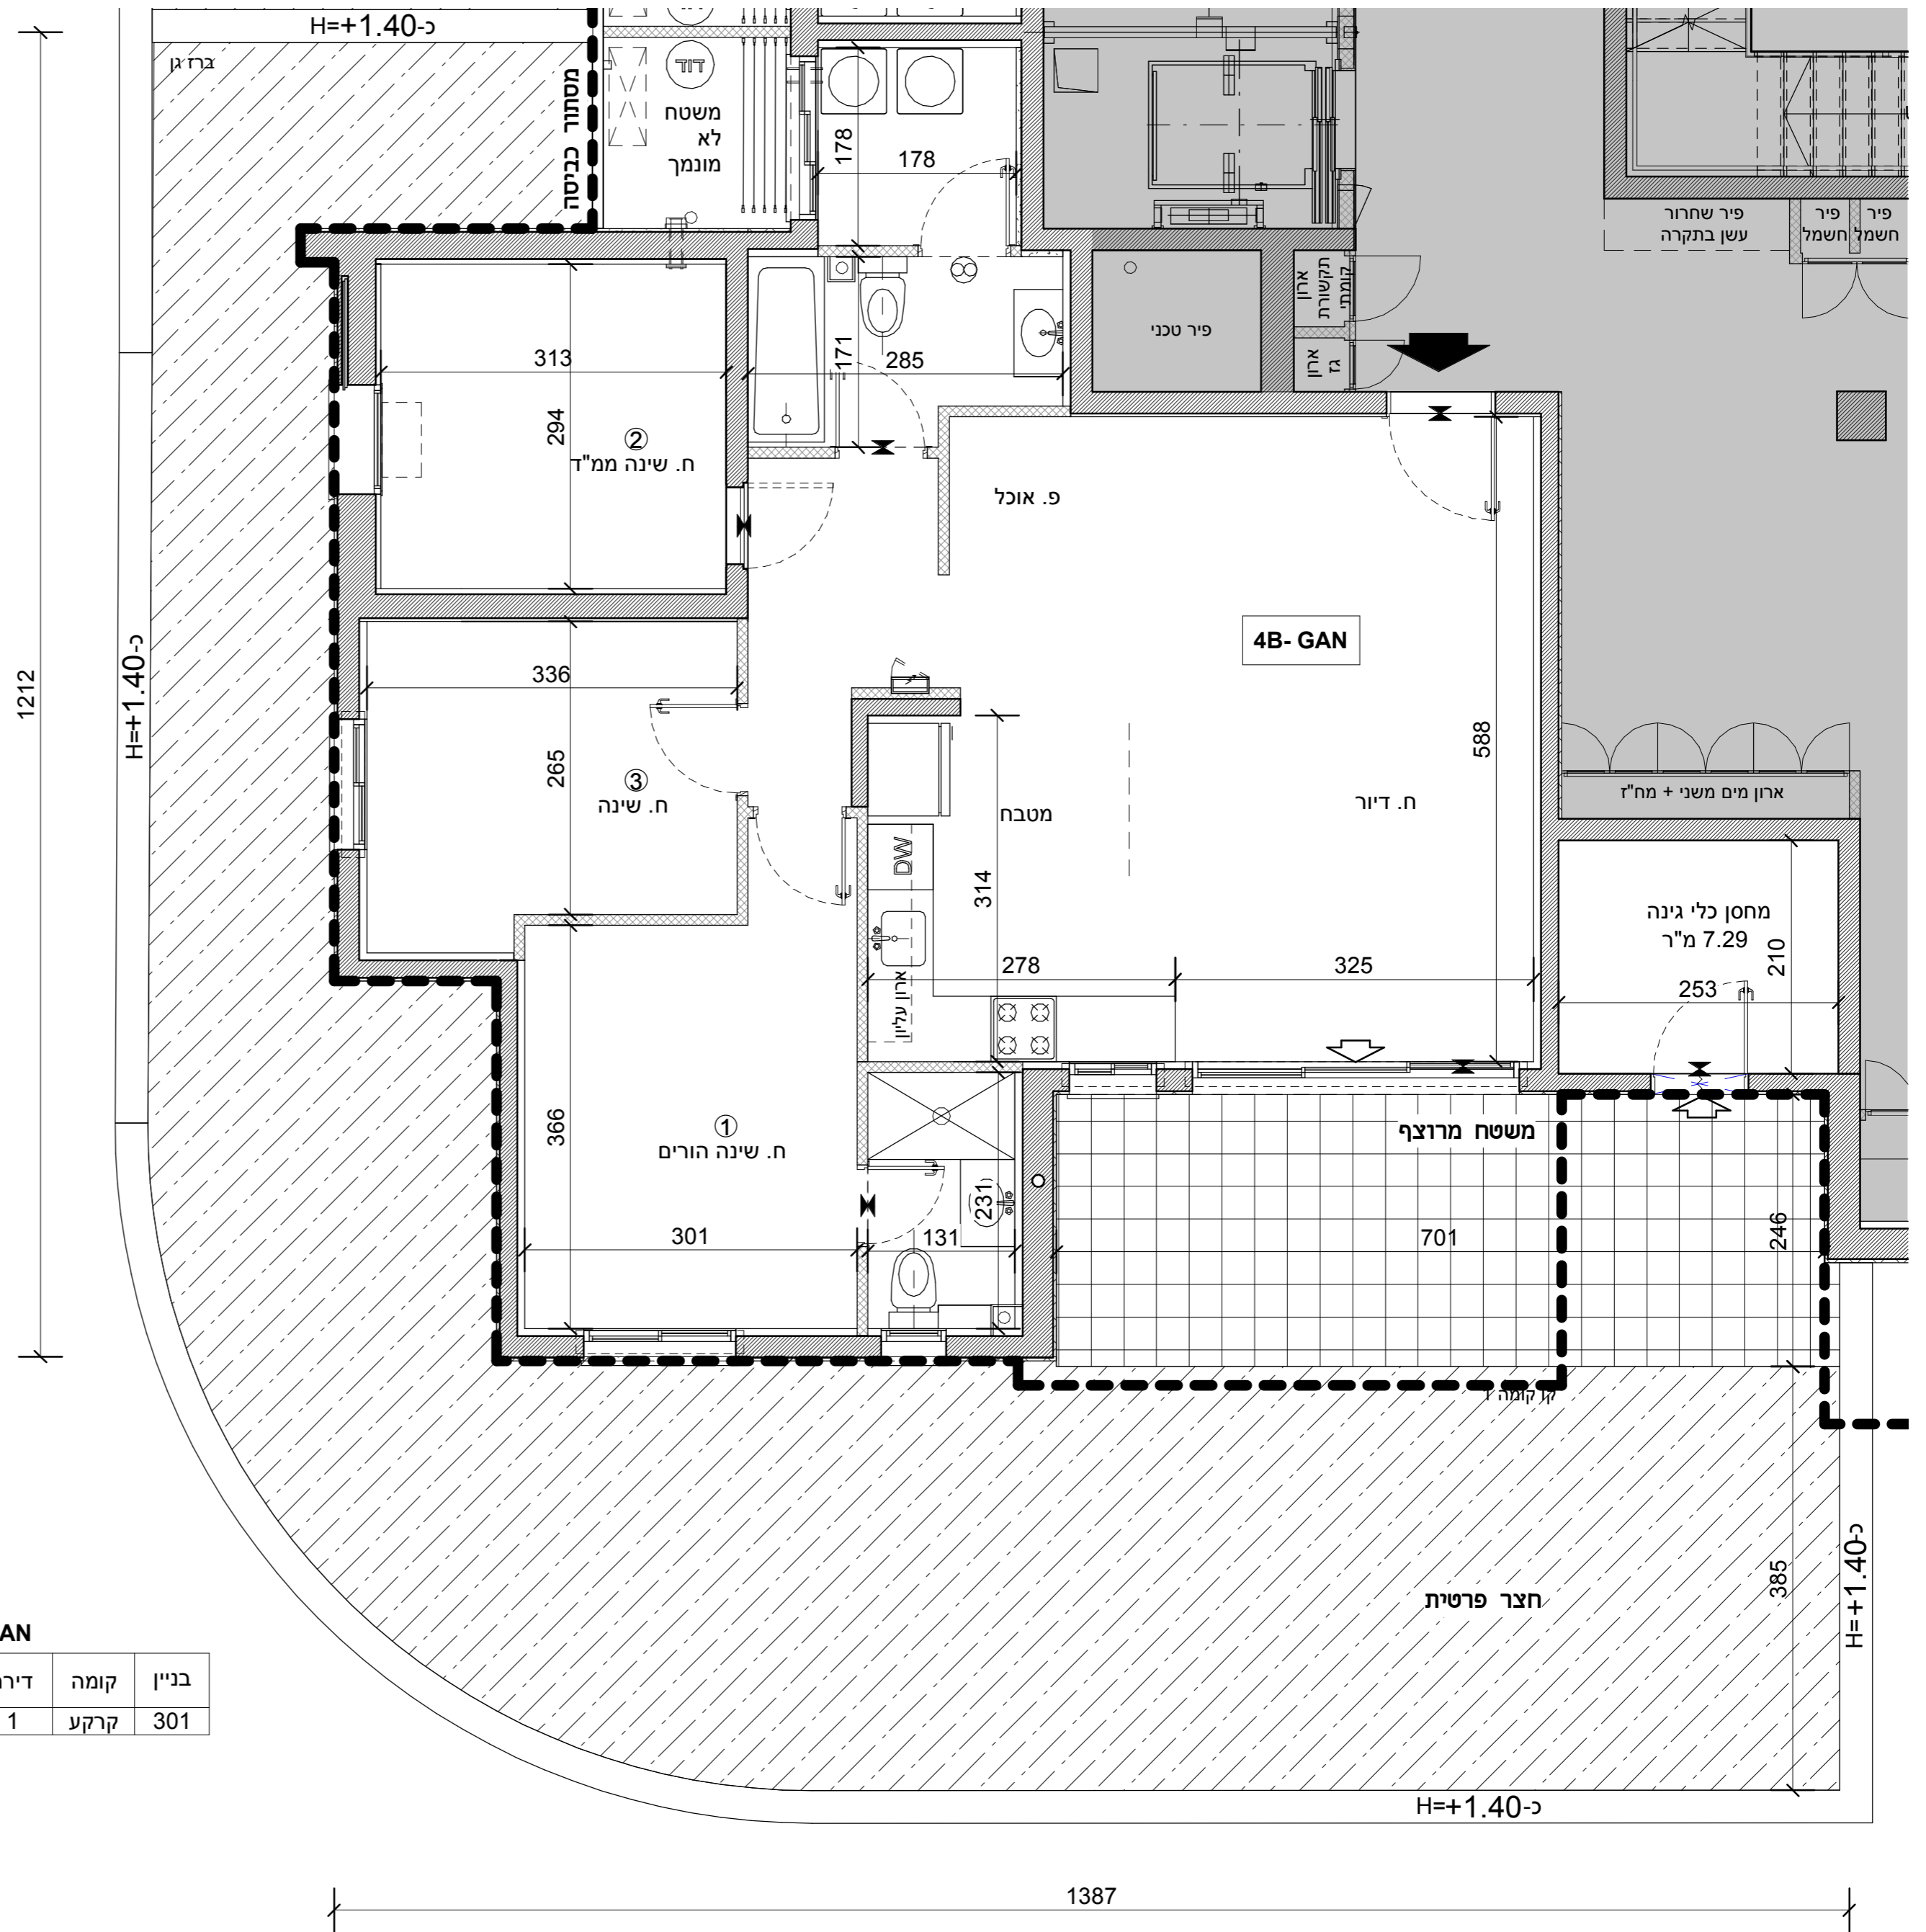 H=+1.40-כ
ברז גן
מסתור כביסה
דוד
משטח
לא
מונמך
178
178
פיר שחרור
עשן בתקרה
פיר
חשמל
פיר
חשמל
ארון
תקשורת
קומתי
ארון
גז
פיר טכני
171
285
313
294
②
ח. שינה ממ"ד
פ. אוכל
4B- GAN
1212
H=+1.40-כ
336
265
③
ח. שינה
588
ח. דיור
מטבח
314
DW
ארון עליון
278
325
ארון מים משני + מח"ז
מחסן כלי גינה
7.29 מ"ר
210
253
366
①
ח. שינה הורים
301
131
231
משטח מרוצף
701
246
קו קומה 1
385
חצר פרטית
H=+1.40-כ
H=+1.40-כ
AN
בניין קומה
301 קרקע 1
1387